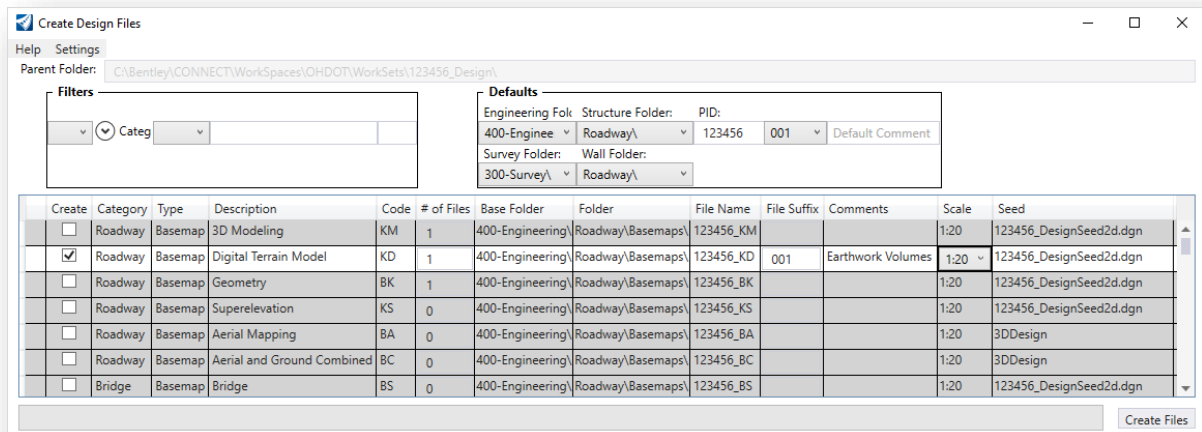 Create Design Files
Help Settings
Parent Folder: C:\Bentley\CONNECT\WorkSpaces\OHDOT\WorkSets\123456_Design\
Filters
Categ
Defaults
Engineering Fold Structure Folder: PID:
400-Enginee Roadway\ 123456 001 Default Comment
Survey Folder: Wall Folder:
300-Survey\ Roadway\
Create Category Type Description Code # of Files Base Folder Folder File Name File Suffix Comments Scale Seed
Roadway Basemap 3D Modeling KM 1 400-Engineering\ Roadway\Basemaps\ 123456_KM 1:20 123456_DesignSeed2d.dgn
Roadway Basemap Digital Terrain Model KD 1 400-Engineering\ Roadway\Basemaps\ 123456_KD 001 Earthwork Volumes 1:20 123456_DesignSeed2d.dgn
Roadway Basemap Geometry BK 1 400-Engineering\ Roadway\Basemaps\ 123456_BK 1:20 123456_DesignSeed2d.dgn
Roadway Basemap Superelevation KS 0 400-Engineering\ Roadway\Basemaps\ 123456_KS 1:20 123456_DesignSeed2d.dgn
Roadway Basemap Aerial Mapping BA 0 400-Engineering\ Roadway\Basemaps\ 123456_BA 1:20 3DDesign
Roadway Basemap Aerial and Ground Combined BC 0 400-Engineering\ Roadway\Basemaps\ 123456_BC 1:20 3DDesign
Bridge Basemap Bridge BS 0 400-Engineering\ Roadway\Basemaps\ 123456_BS 1:20 123456_DesignSeed2d.dgn
Create Files